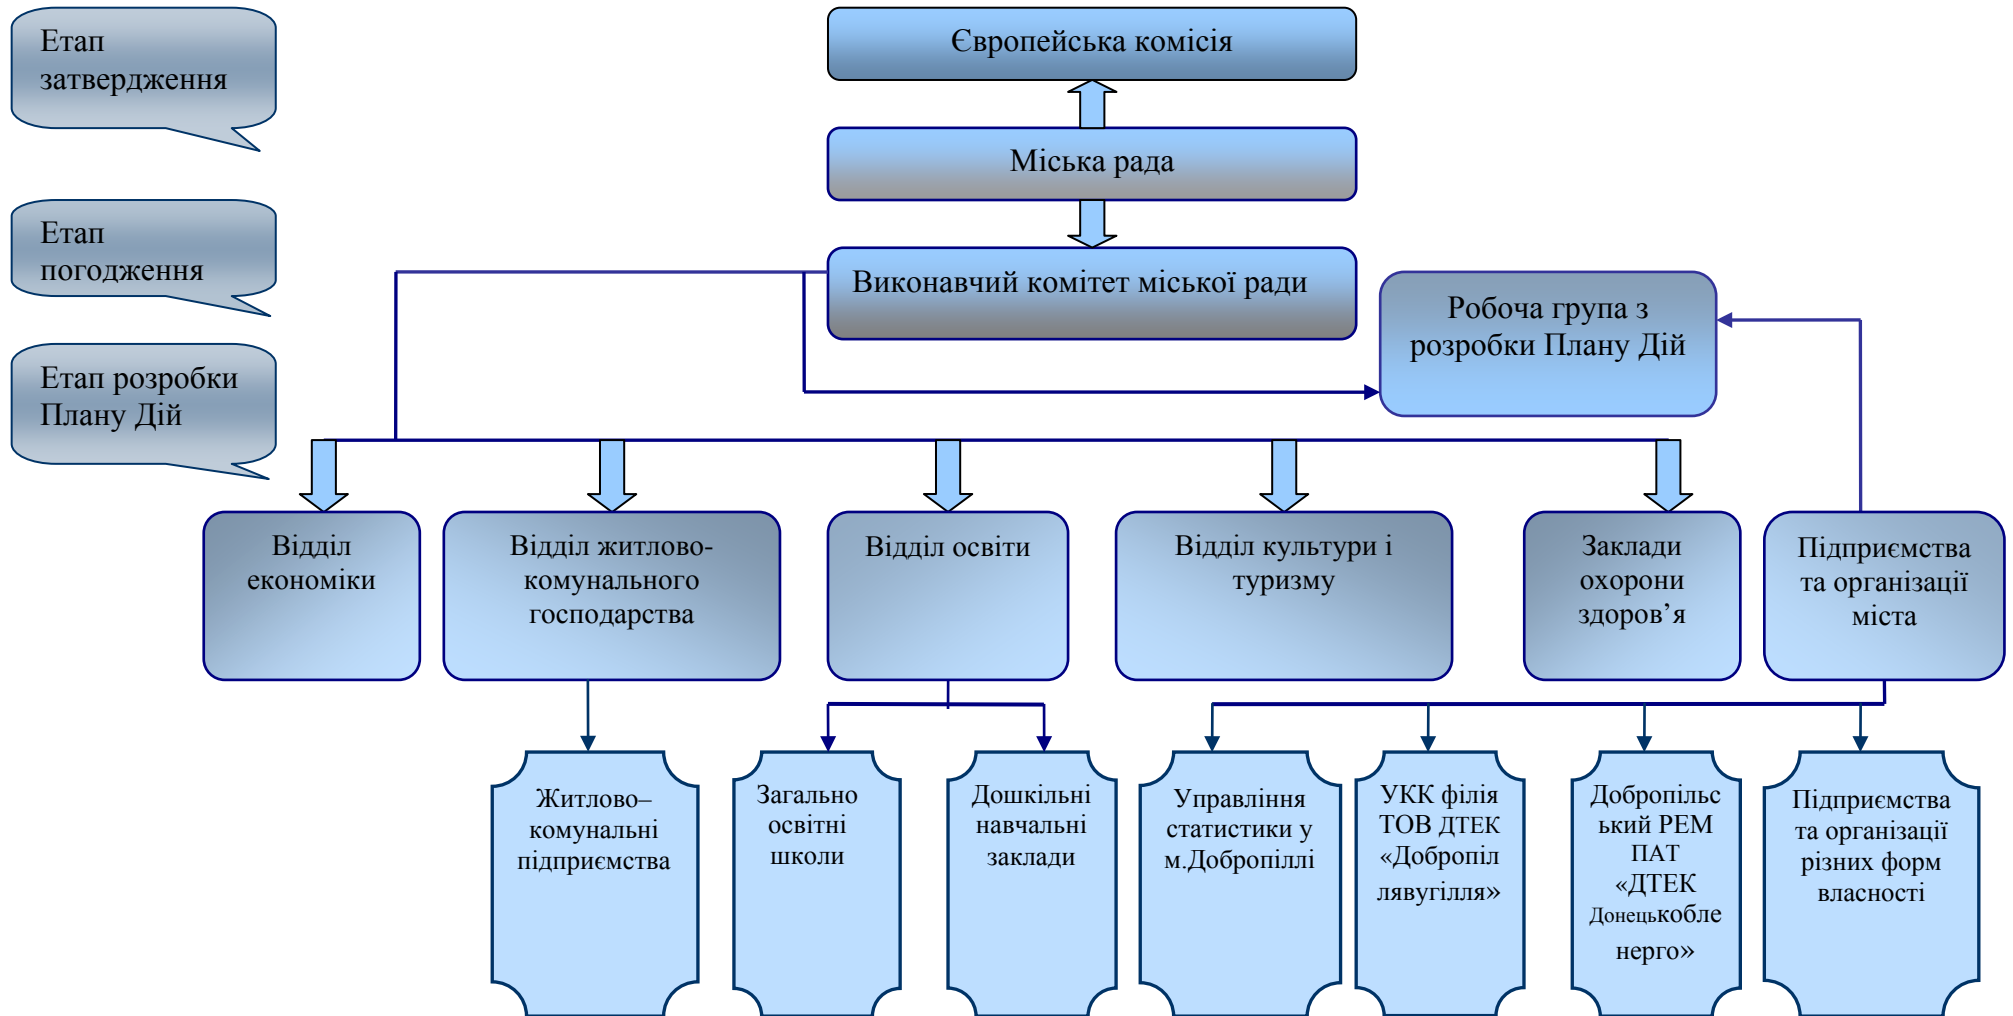 Етап
затвердження
Європейська комісія
Міська рада
Етап
погодження
Виконавчий комітет міської ради
Робоча група з
розробки Плану Дій
Етап розробки
Плану Дій
Відділ
економіки
Відділ житлово-
комунального
господарства
Відділ освіти
Відділ культури і
туризму
Заклади
охорони
здоров’я
Підприємства
та організації
міста
Житлово–
комунальні
підприємства
Загально
освітні
школи
Дошкільні
навчальні
заклади
Управління
статистики у
м.Добропіллі
УКК філія
ТОВ ДТЕК
«Добропіл
лявугілля»
Добропільс
ький РЕМ
ПАТ
«ДТЕК
Донецькобле
нерго»
Підприємства
та організації
різних форм
власності